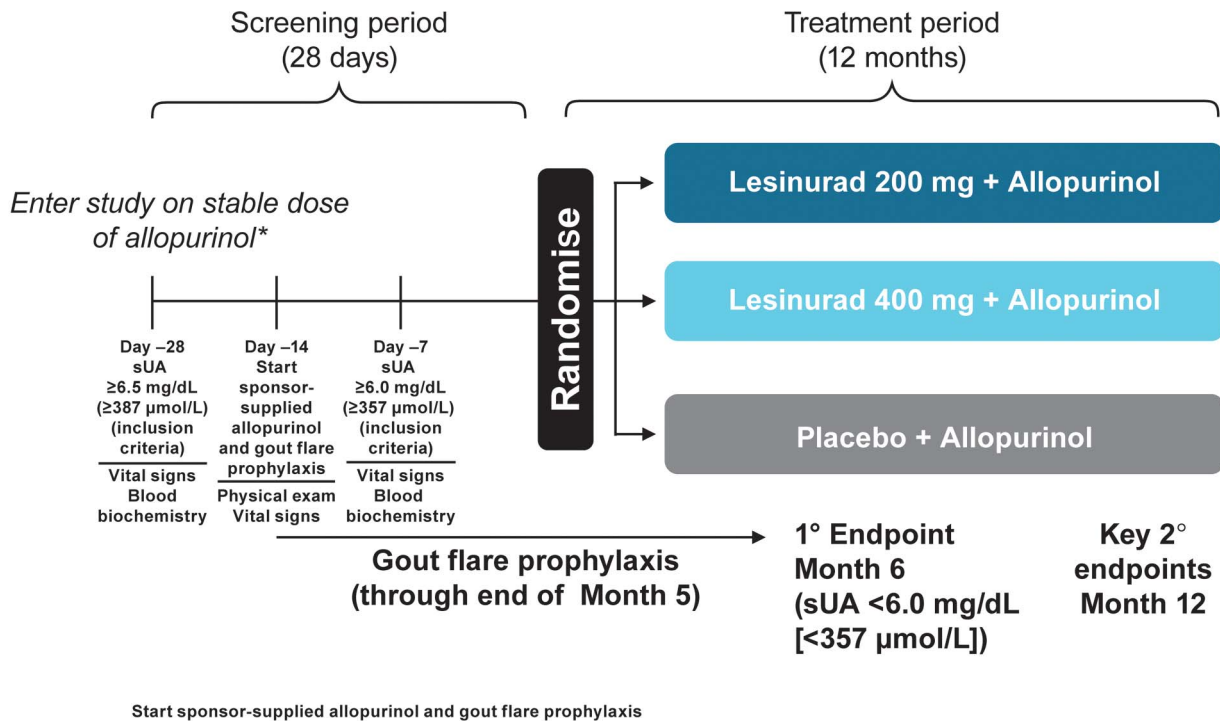 Screening period
(28 days)
Treatment period
(12 months)
Enter study on stable dose
of allopurinol*
Day –28
sUA
≥6.5 mg/dL
(≥387 µmol/L)
(inclusion
criteria)
Vital signs
Blood
biochemistry
Day –14
Start
sponsor-
supplied
allopurinol
and gout flare
prophylaxis
Physical exam
Vital signs
Day –7
sUA
≥6.0 mg/dL
(≥357 µmol/L)
(inclusion
criteria)
Vital signs
Blood
biochemistry
Randomise
Lesinurad 200 mg + Allopurinol
Lesinurad 400 mg + Allopurinol
Placebo + Allopurinol
Gout flare prophylaxis
(through end of Month 5)
1° Endpoint
Month 6
(sUA <6.0 mg/dL
[<357 µmol/L])
Key 2°
endpoints
Month 12
Start sponsor-supplied allopurinol and gout flare prophylaxis